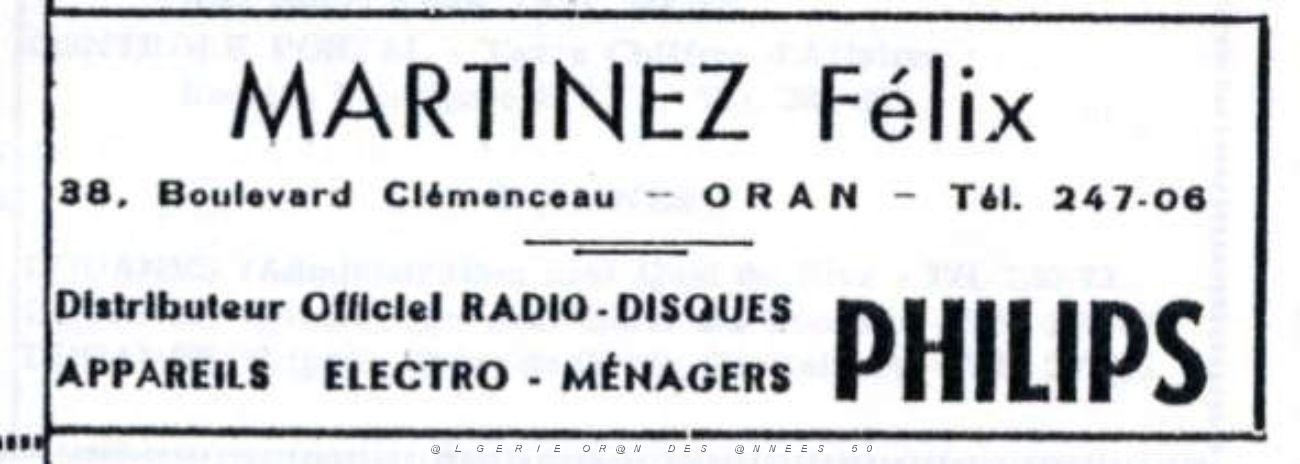 MARTINEZ Félix
38, Boulevard Clémenceau — ORAN — Tél. 247-06
Distributeur Officiel RADIO-DISQUES
APPAREILS ELECTRO-MÉNAGERS
PHILIPS
@LGERIE OR@N DES @NNEES 50